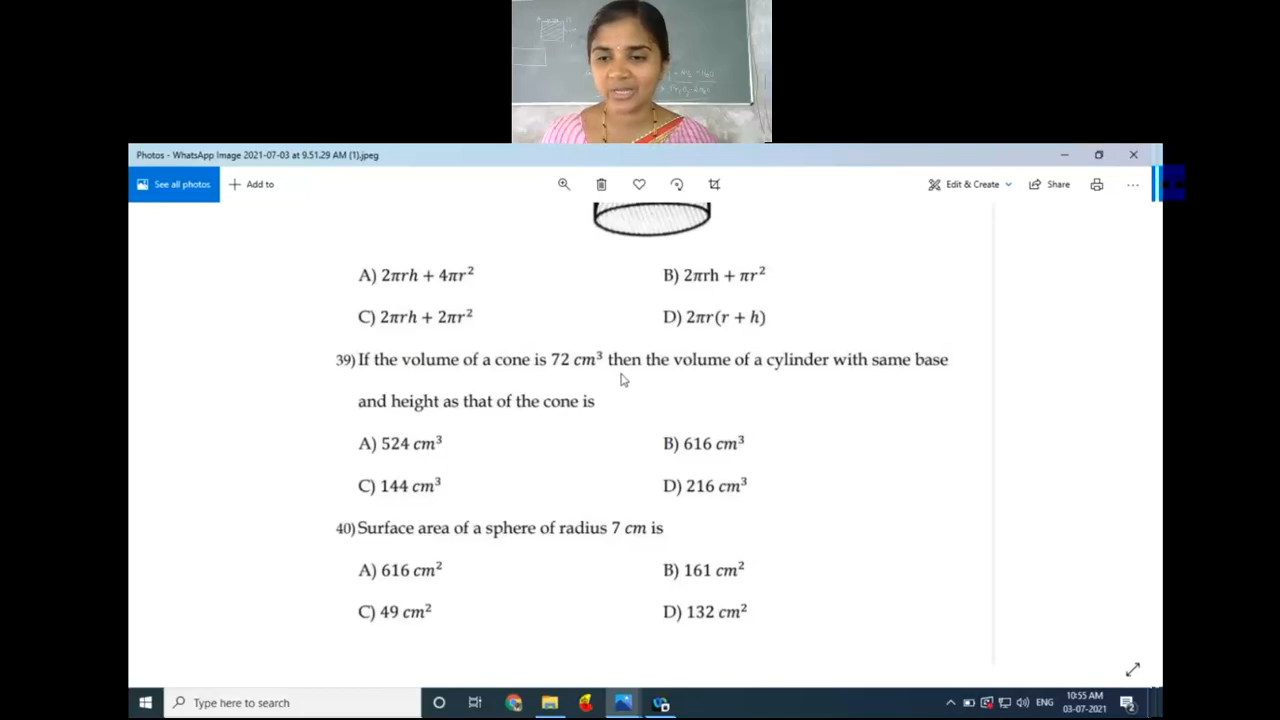 Photos - WhatsApp Image 2021-07-03 at 9.51.29 AM (1).jpeg
See all photos
Add to
Edit & Create
Share
A) 2πrh + 4πr²
B) 2πrh + πr²
C) 2πrh + 2πr²
D) 2πr(r + h)
39) If the volume of a cone is 72 cm³ then the volume of a cylinder with same base
and height as that of the cone is
A) 524 cm³
B) 616 cm³
C) 144 cm³
D) 216 cm³
40) Surface area of a sphere of radius 7 cm is
A) 616 cm²
B) 161 cm²
C) 49 cm²
D) 132 cm²
Type here to search
ENG
10:55 AM
03-07-2021
2